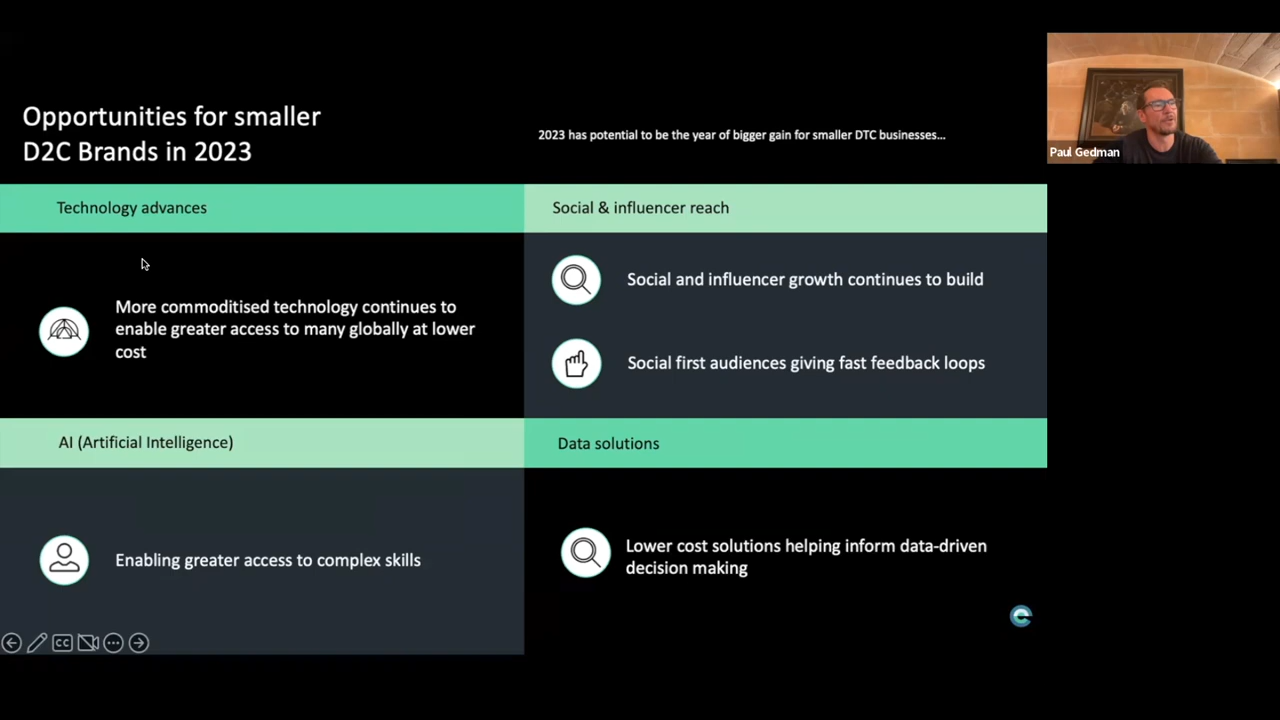 Opportunities for smaller
D2C Brands in 2023
2023 has potential to be the year of bigger gain for smaller DTC businesses...
Paul Gedman
Technology advances
More commoditised technology continues to
enable greater access to many globally at lower
cost
Social & influencer reach
Social and influencer growth continues to build
Social first audiences giving fast feedback loops
AI (Artificial Intelligence)
Enabling greater access to complex skills
Data solutions
Lower cost solutions helping inform data-driven
decision making
CC